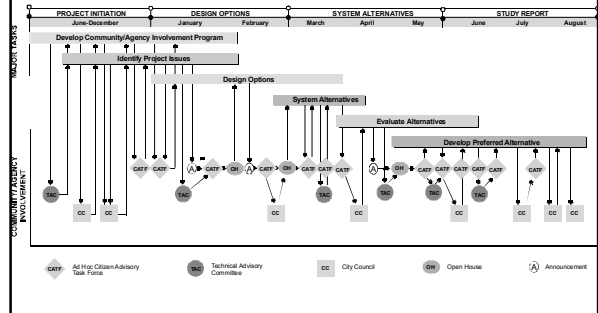 PROJECT INITIATION DESIGN OPTIONS SYSTEM ALTERNATIVES STUDY REPORT
June-December January February March April May June July August
MAJOR TASKS
Develop Community/Agency Involvement Program
Identify Project Issues
Design Options
System Alternatives
Evaluate Alternatives
Develop Preferred Alternative
COMMUNITY/AGENCY
INVOLVEMENT
CATF CATF A CATF OH A CATF CATF OH CATF CATF CATF A OH CATF CATF CATF CATF CATF CATF
TAC TAC TAC TAC TAC TAC
CC CC CC CC CC CC CC CC CC
CATF Ad Hoc Citizen Advisory
Task Force
TAC Technical Advisory
Committee
CC City Council
OH Open House
A Announcement